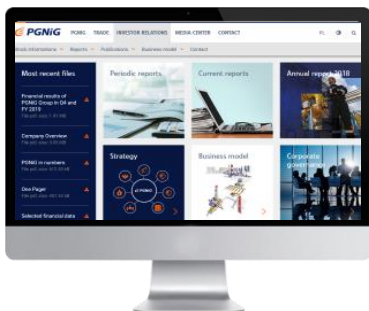 PGNiG PGNIG TRADE INVESTOR RELATIONS MEDIA CENTER CONTACT PL
Reports Publications Business model Contact
Most recent files
Financial results of
PGNiG Group in Q4 and
FY 2019
Company Overview
PGNiG in numbers
One Pager
Selected financial data
Periodic reports
Current reports
Annual report 2018
Strategy
PGNiG
Business model
Corporate
governance